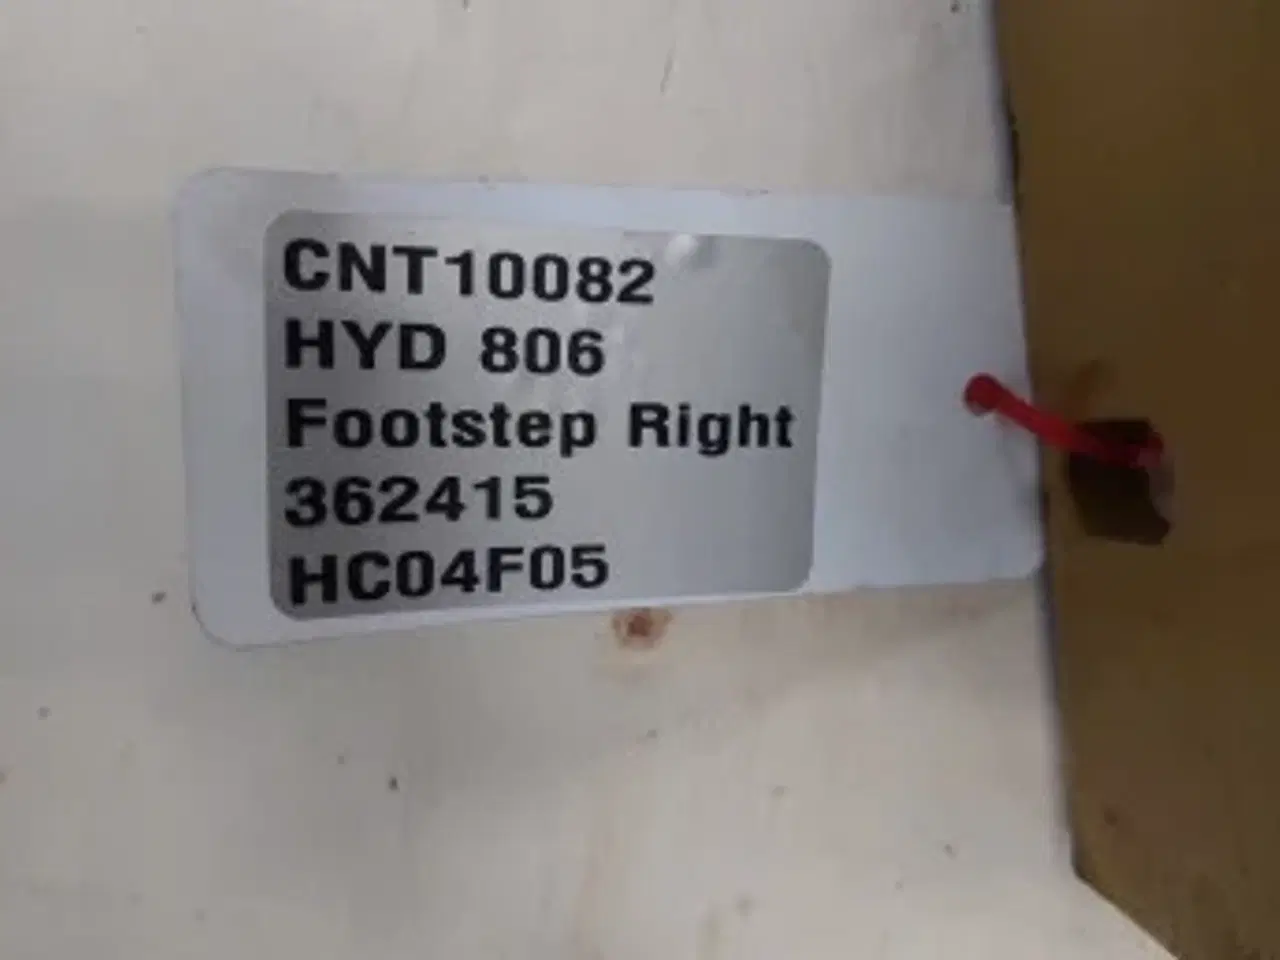 CNT10082
HYD 806
Footstep Right
362415
HC04F05